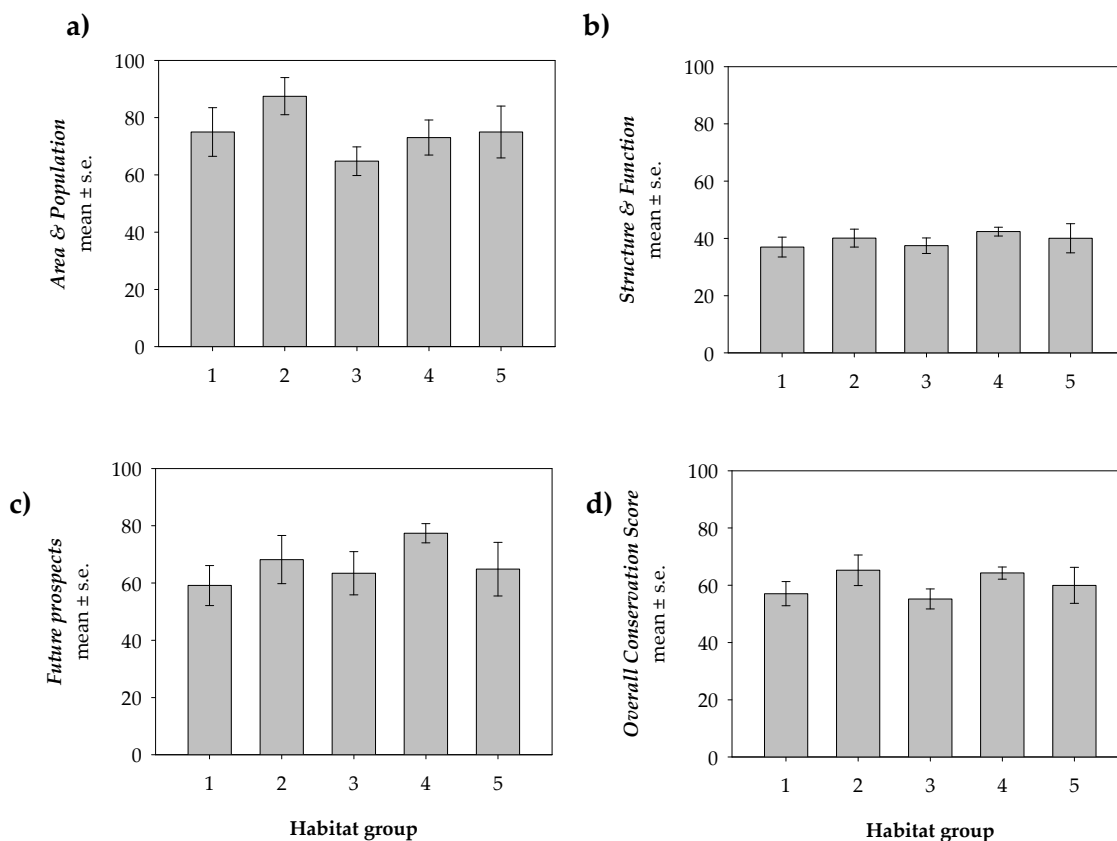 a)
Area & Population
mean ± s.e.
100
80
60
40
20
0
1 2 3 4 5
b)
Structure & Function
mean ± s.e.
100
80
60
40
20
0
1 2 3 4 5
c)
Future prospects
mean ± s.e.
100
80
60
40
20
0
1 2 3 4 5
Habitat group
d)
Overall Conservation Score
mean ± s.e.
100
80
60
40
20
0
1 2 3 4 5
Habitat group